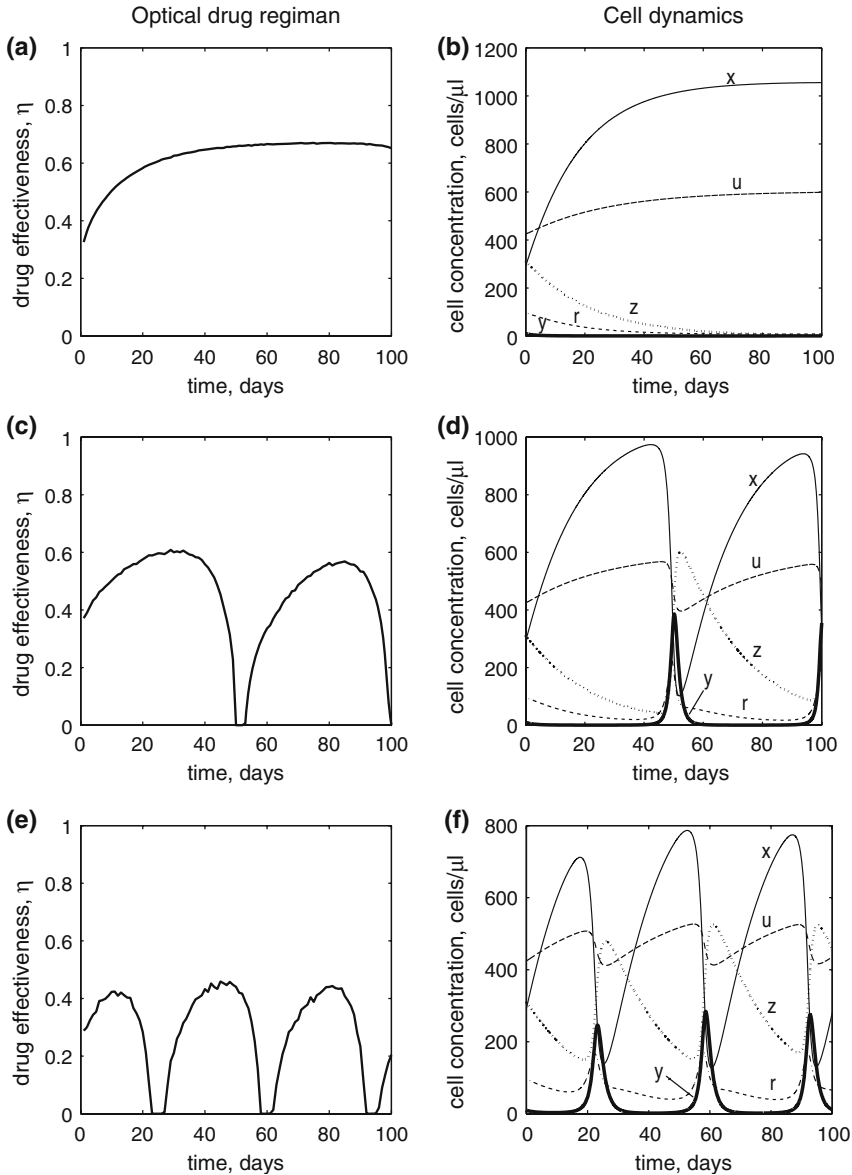 Optical drug regiman
Cell dynamics
(a)
1
0.8
0.6
0.4
0.2
0
drug effectiveness, η
0 20 40 60 80 100
time, days
(b)
1200
1000
800
600
400
200
0
cell concentration, cells/μl
x
u
z
r
y
0 20 40 60 80 100
time, days
(c)
1
0.8
0.6
0.4
0.2
0
drug effectiveness, η
0 20 40 60 80 100
time, days
(d)
1000
800
600
400
200
0
cell concentration, cells/μl
x
u
z
y
r
0 20 40 60 80 100
time, days
(e)
1
0.8
0.6
0.4
0.2
0
drug effectiveness, η
0 20 40 60 80 100
time, days
(f)
800
700
600
500
400
300
200
100
0
cell concentration, cells/μl
x
u
z
y
r
0 20 40 60 80 100
time, days